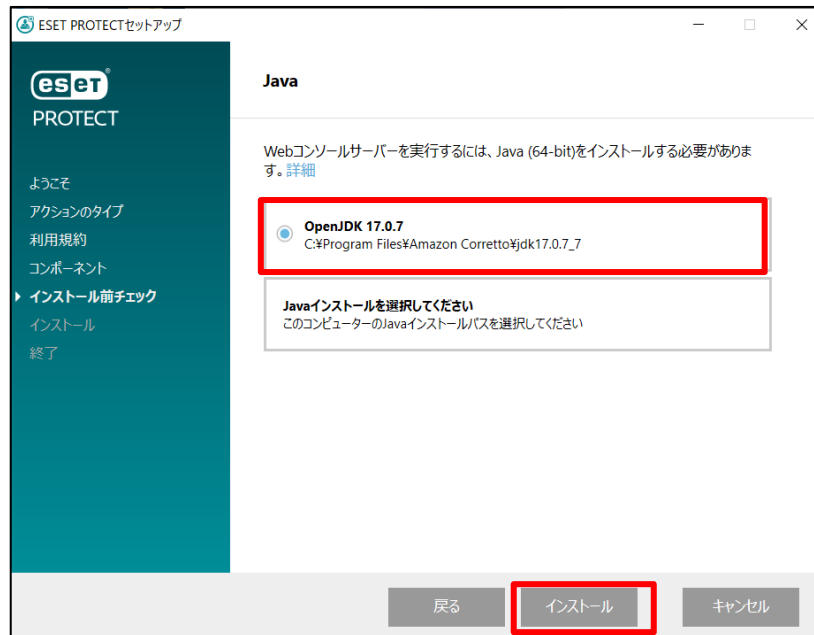 ESET PROTECTセットアップ
eset
PROTECT
ようこそ
アクションのタイプ
利用規約
コンポーネント
インストール前チェック
インストール
終了
Java
Webコンソールサーバーを実行するには、Java (64-bit)をインストールする必要がありま
す。詳細
OpenJDK 17.0.7
C:¥Program Files¥Amazon Corretto¥jdk17.0.7_7
Javaインストールを選択してください
このコンピューターのJavaインストールパスを選択してください
戻る
インストール
キャンセル